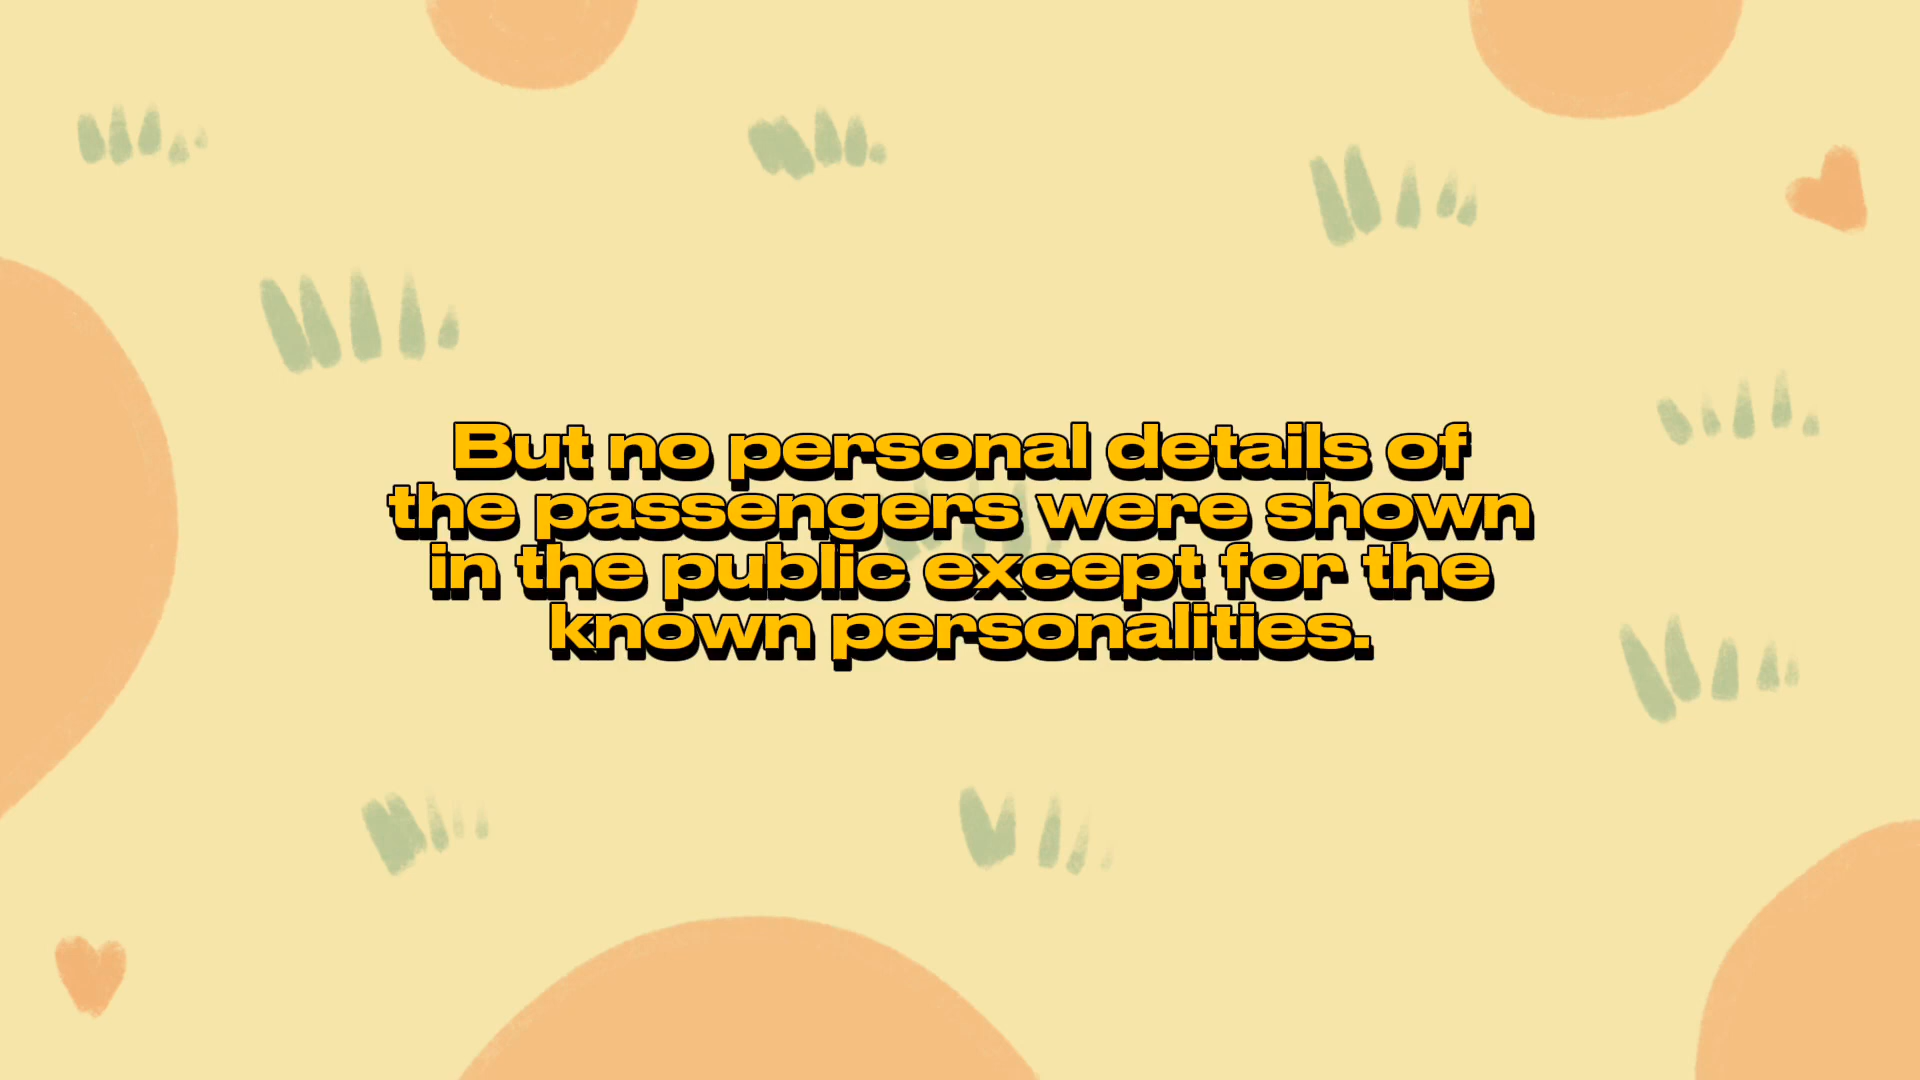 But no personal details of
the passengers were shown
in the public except for the
known personalities.